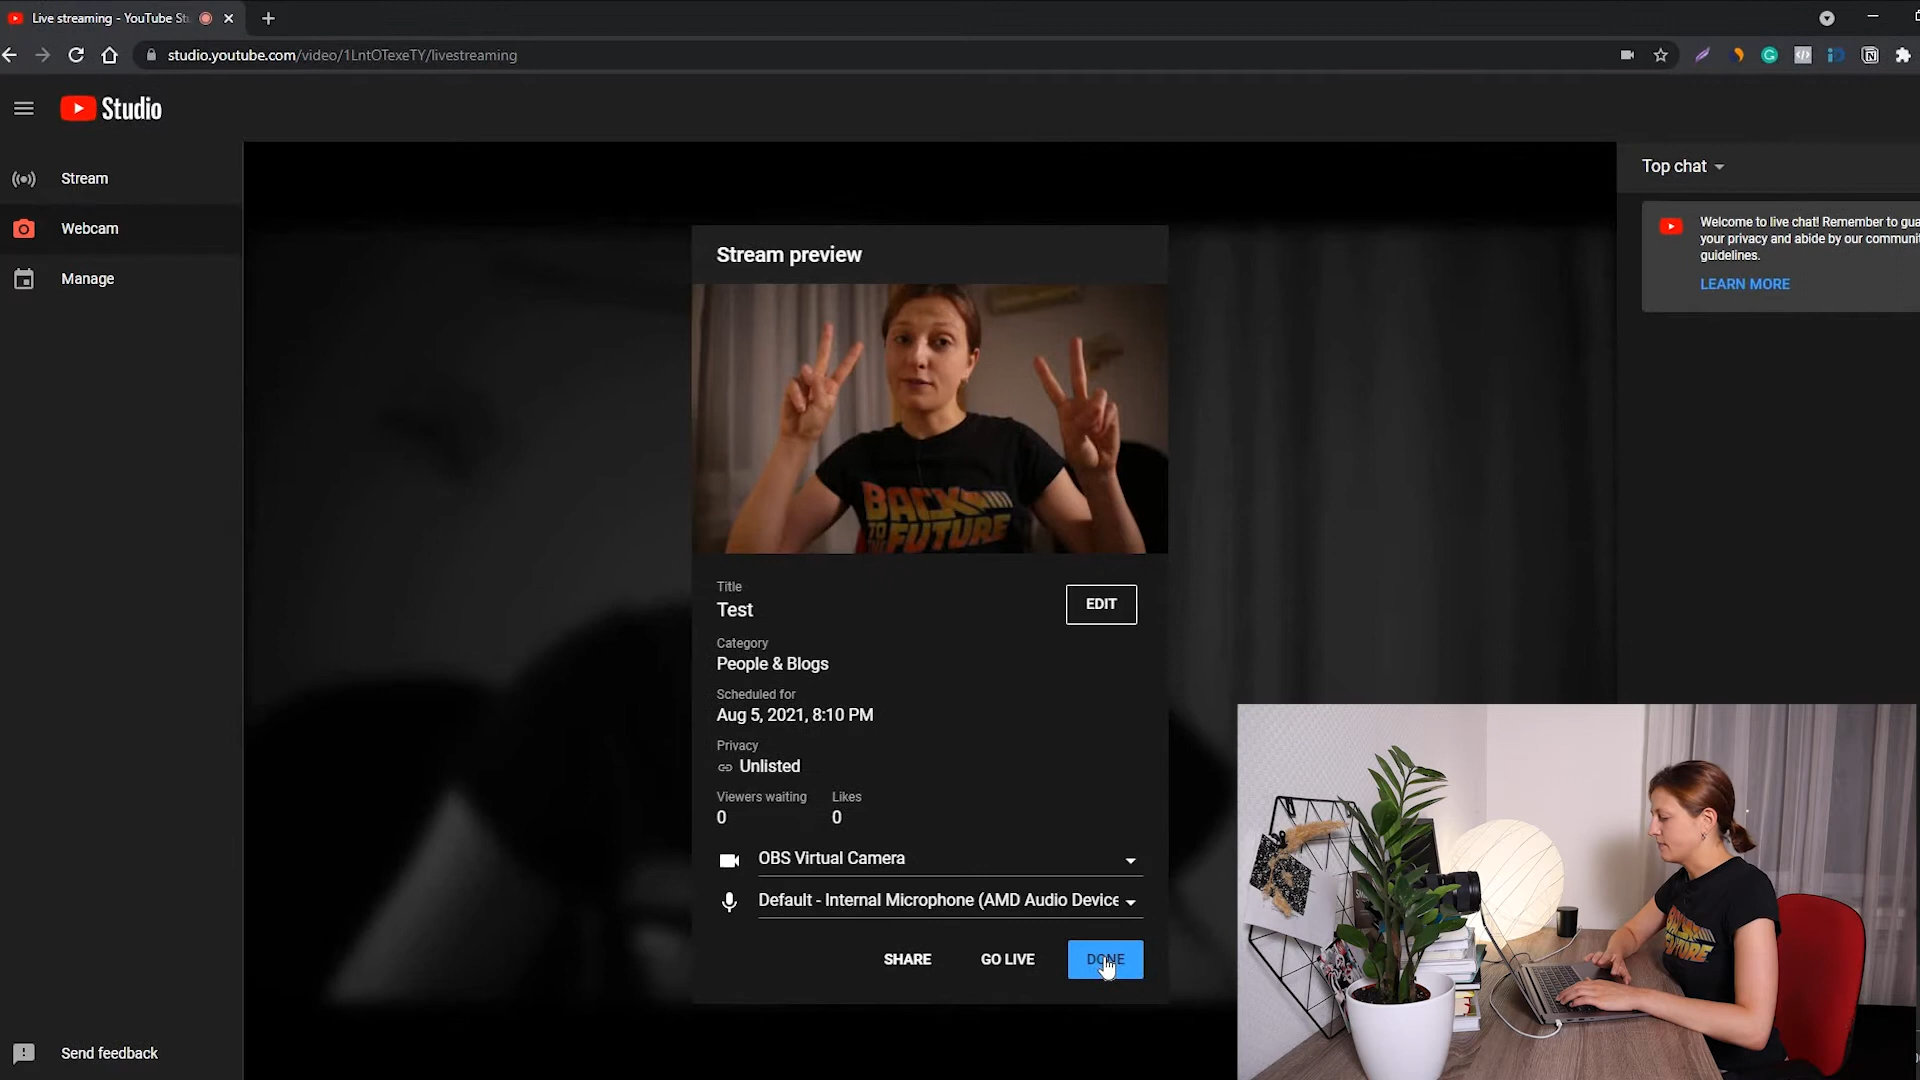 Live streaming - YouTube St
studio.youtube.com/video/1LntOTexeTY/livestreaming
Studio
Stream
Webcam
Manage
Top chat
Welcome to live chat! Remember to gua
your privacy and abide by our communit
guidelines.
LEARN MORE
Stream preview
BACK
TO THE
FUTURE
Title
Test
EDIT
Category
People & Blogs
Scheduled for
Aug 5, 2021, 8:10 PM
Privacy
Unlisted
Viewers waiting
Likes
0
0
OBS Virtual Camera
Default - Internal Microphone (AMD Audio Device
SHARE
GO LIVE
DONE
Send feedback